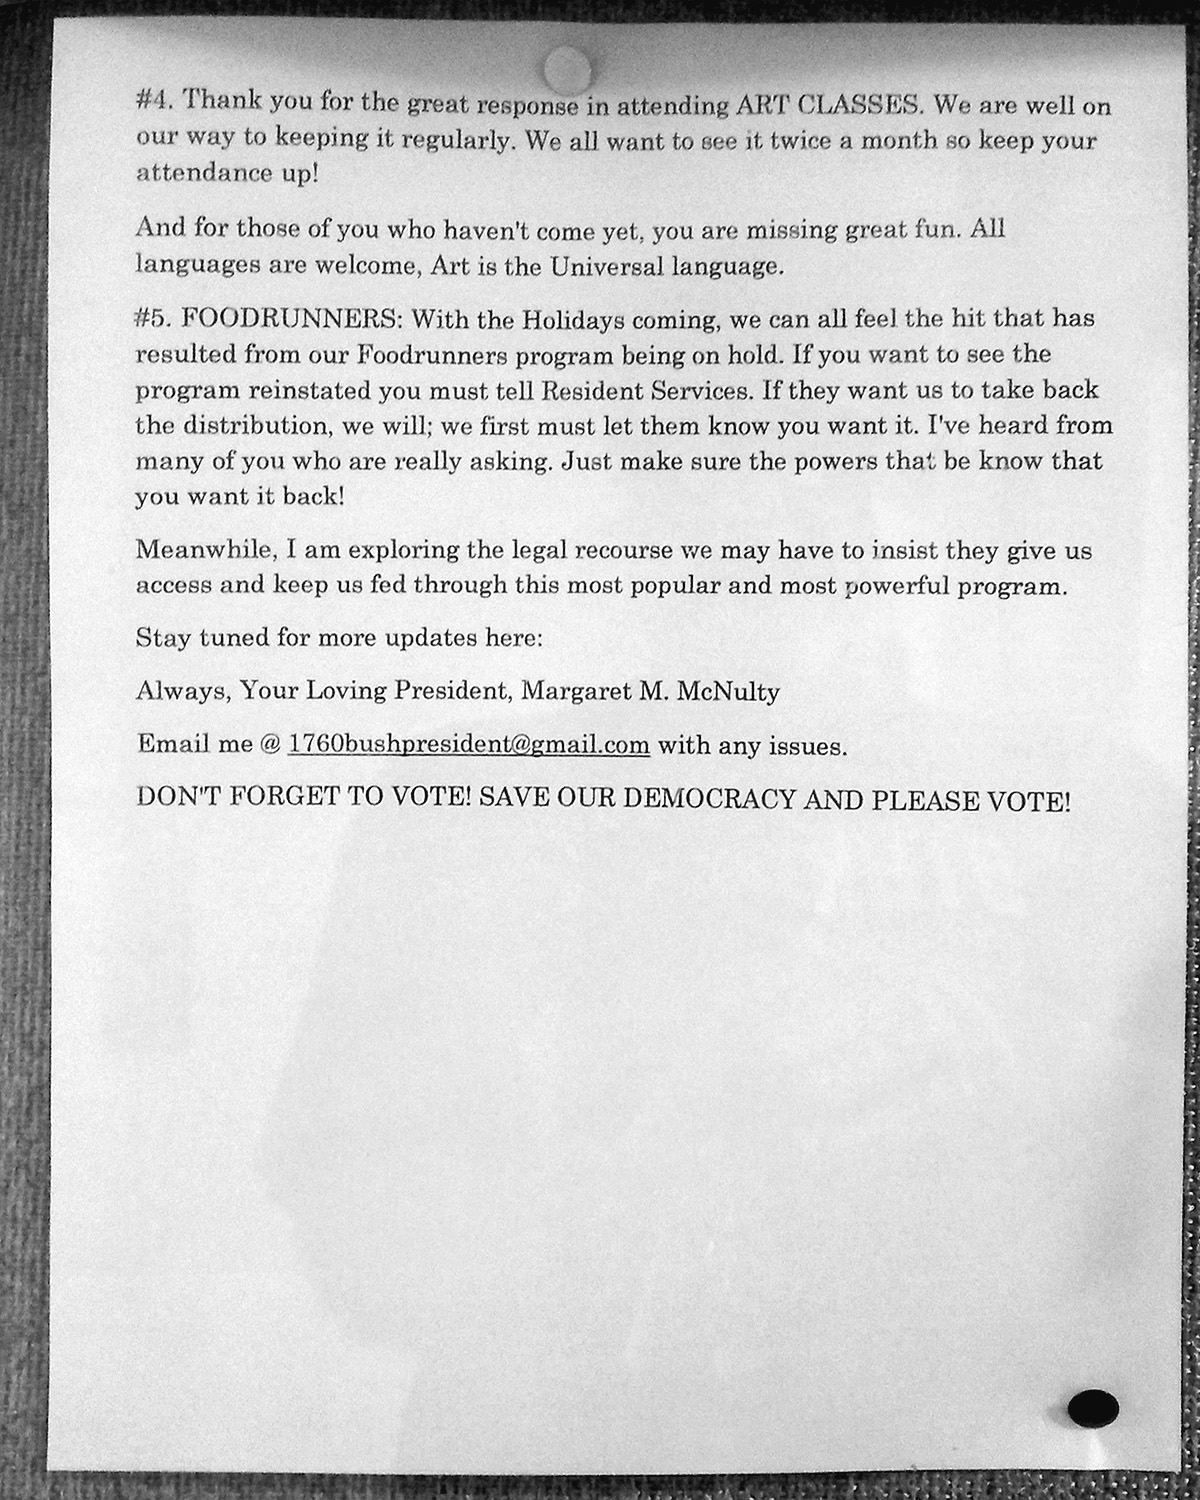 #4. Thank you for the great response in attending ART CLASSES. We are well on
our way to keeping it regularly. We all want to see it twice a month so keep your
attendance up!
And for those of you who haven't come yet, you are missing great fun. All
languages are welcome, Art is the Universal language.
#5. FOODRUNNERS: With the Holidays coming, we can all feel the hit that has
resulted from our Foodrunners program being on hold. If you want to see the
program reinstated you must tell Resident Services. If they want us to take back
the distribution, we will; we first must let them know you want it. I've heard from
many of you who are really asking. Just make sure the powers that be know that
you want it back!
Meanwhile, I am exploring the legal recourse we may have to insist they give us
access and keep us fed through this most popular and most powerful program.
Stay tuned for more updates here:
Always, Your Loving President, Margaret M. McNulty
Email me @ 1760bushpresident@gmail.com with any issues.
DON'T FORGET TO VOTE! SAVE OUR DEMOCRACY AND PLEASE VOTE!